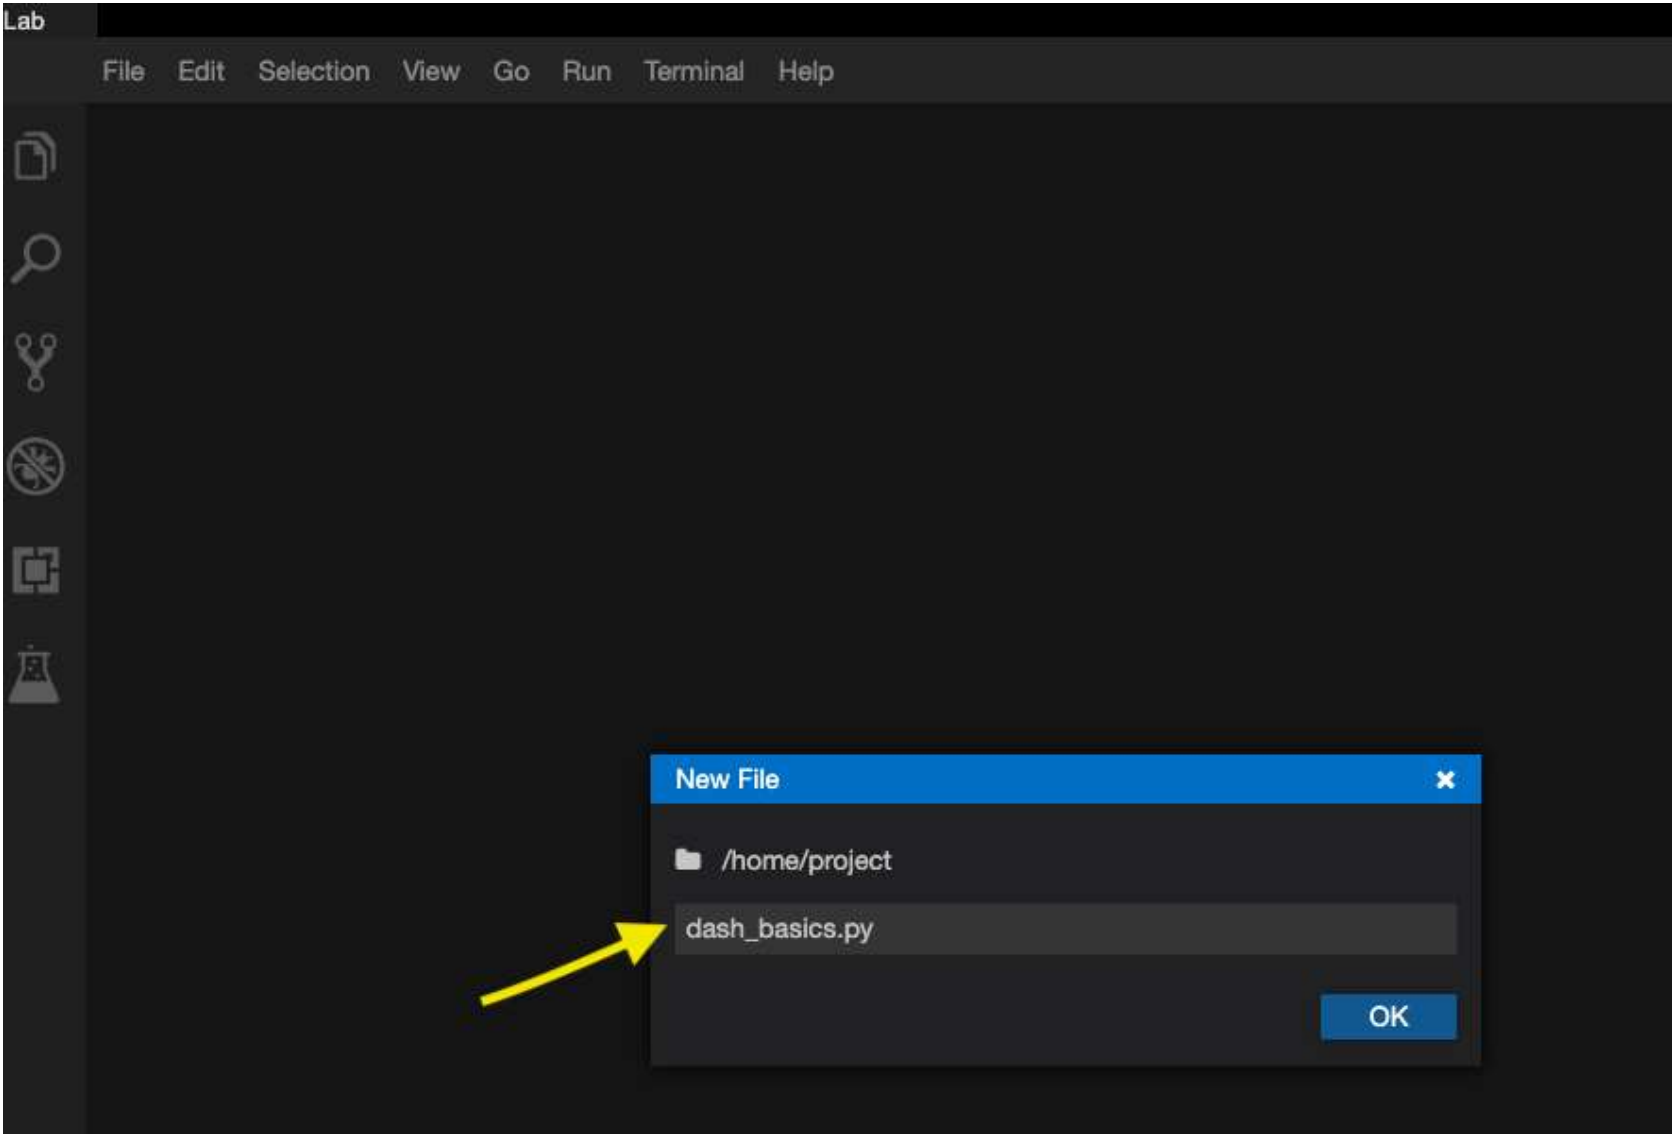 Lab
File Edit Selection View Go Run Terminal Help
New File
/home/project
dash_basics.py
OK